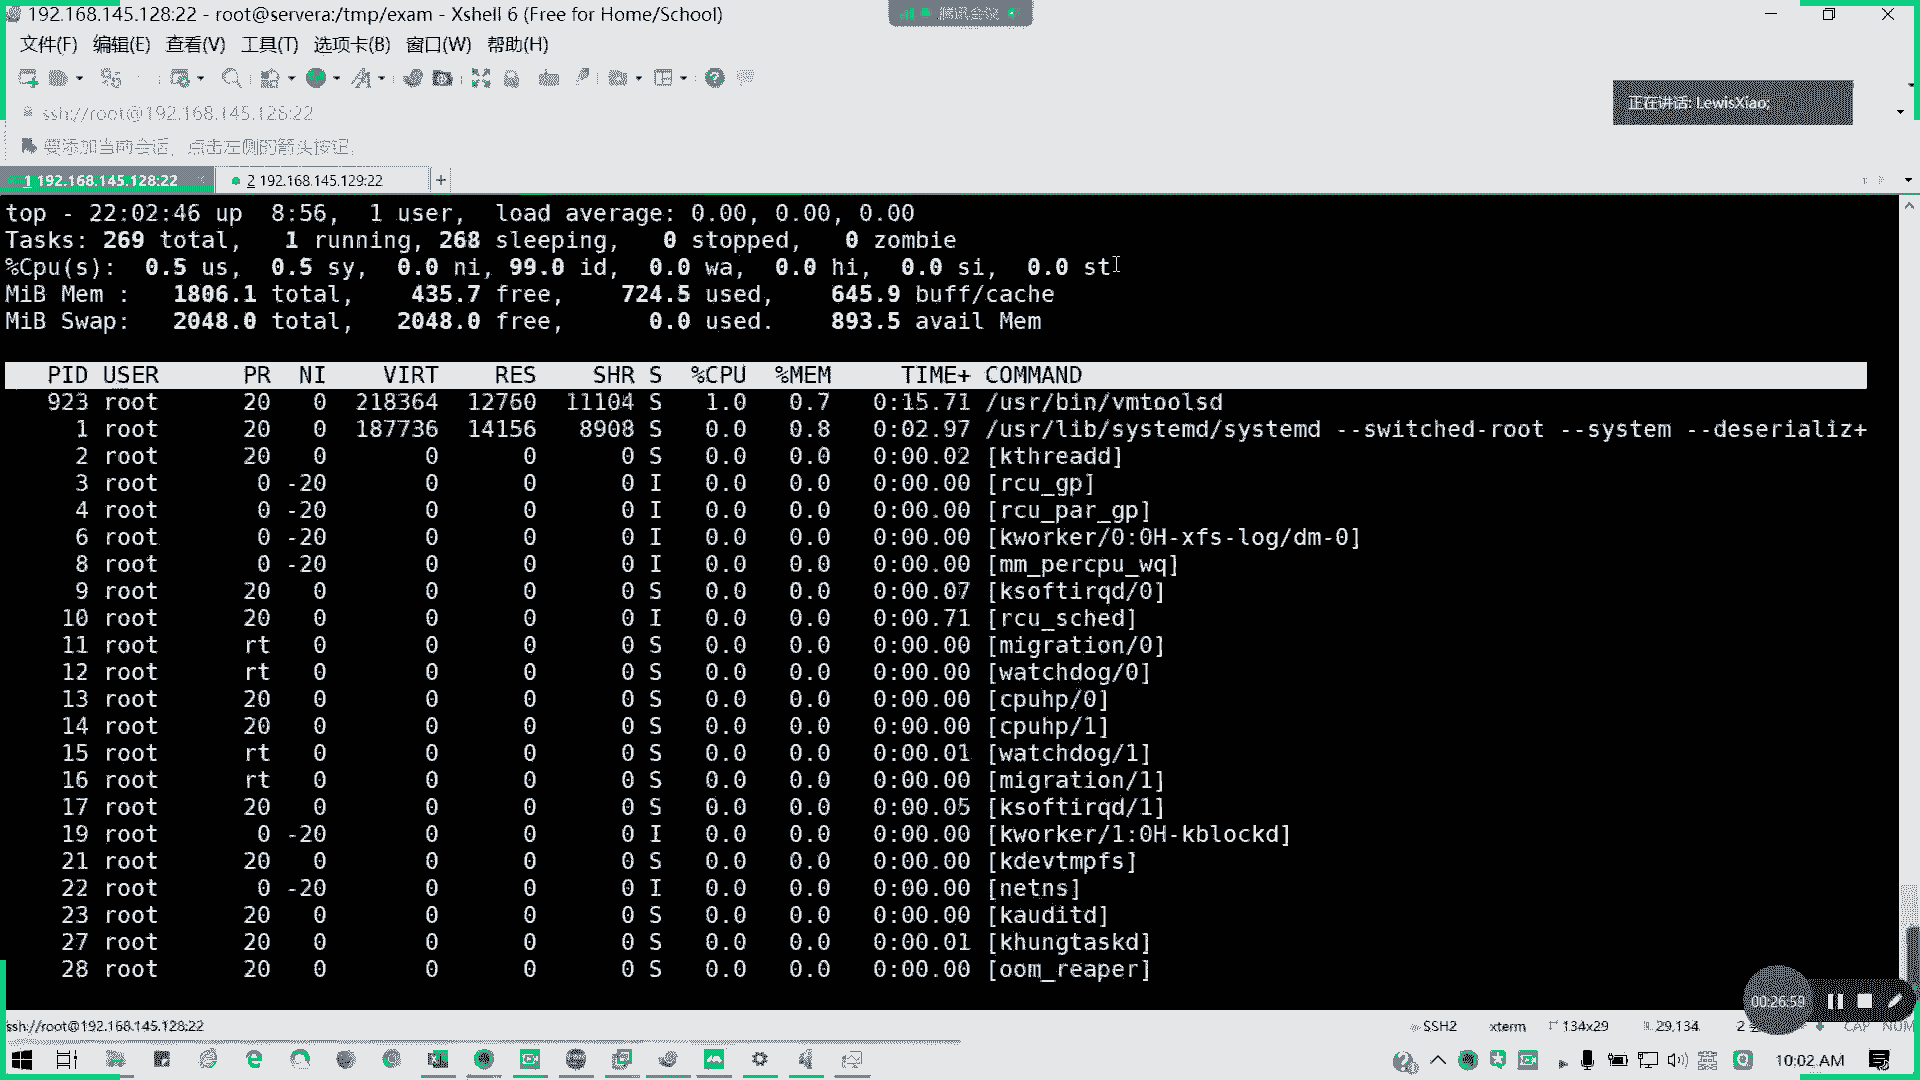 192.168.145.128:22 - root@servera:/tmp/exam - Xshell 6 (Free for Home/School)
腾讯会议
文件(F) 编辑(E) 查看(V) 工具(T) 选项卡(B) 窗口(W) 帮助(H)
正在讲话: LewisXiao;
ssh://root@192.168.145.128:22
要添加当前会话，点击左侧的箭头按钮。
1 192.168.145.128:22
2 192.168.145.129:22
top - 22:02:46 up  8:56,  1 user,  load average: 0.00, 0.00, 0.00
Tasks: 269 total,   1 running, 268 sleeping,   0 stopped,   0 zombie
%Cpu(s):  0.5 us,  0.5 sy,  0.0 ni, 99.0 id,  0.0 wa,  0.0 hi,  0.0 si,  0.0 st
MiB Mem :   1806.1 total,    435.7 free,    724.5 used,    645.9 buff/cache
MiB Swap:   2048.0 total,   2048.0 free,      0.0 used.    893.5 avail Mem
PID USER      PR  NI    VIRT    RES    SHR S  %CPU  %MEM     TIME+ COMMAND
923 root      20   0  218364  12760  11104 S   1.0   0.7   0:15.71 /usr/bin/vmtoolsd
1 root      20   0  187736  14156   8908 S   0.0   0.8   0:02.97 /usr/lib/systemd/systemd --switched-root --system --deserializ+
2 root      20   0       0      0      0 S   0.0   0.0   0:00.02 [kthreadd]
3 root       0 -20       0      0      0 I   0.0   0.0   0:00.00 [rcu_gp]
4 root       0 -20       0      0      0 I   0.0   0.0   0:00.00 [rcu_par_gp]
6 root       0 -20       0      0      0 I   0.0   0.0   0:00.00 [kworker/0:0H-xfs-log/dm-0]
8 root       0 -20       0      0      0 I   0.0   0.0   0:00.00 [mm_percpu_wq]
9 root      20   0       0      0      0 S   0.0   0.0   0:00.07 [ksoftirqd/0]
10 root      20   0       0      0      0 I   0.0   0.0   0:00.71 [rcu_sched]
11 root      rt   0       0      0      0 S   0.0   0.0   0:00.00 [migration/0]
12 root      rt   0       0      0      0 S   0.0   0.0   0:00.00 [watchdog/0]
13 root      20   0       0      0      0 S   0.0   0.0   0:00.00 [cpuhp/0]
14 root      20   0       0      0      0 S   0.0   0.0   0:00.00 [cpuhp/1]
15 root      rt   0       0      0      0 S   0.0   0.0   0:00.01 [watchdog/1]
16 root      rt   0       0      0      0 S   0.0   0.0   0:00.00 [migration/1]
17 root      20   0       0      0      0 S   0.0   0.0   0:00.05 [ksoftirqd/1]
19 root       0 -20       0      0      0 I   0.0   0.0   0:00.00 [kworker/1:0H-kblockd]
21 root      20   0       0      0      0 S   0.0   0.0   0:00.00 [kdevtmpfs]
22 root       0 -20       0      0      0 I   0.0   0.0   0:00.00 [netns]
23 root      20   0       0      0      0 S   0.0   0.0   0:00.00 [kauditd]
27 root      20   0       0      0      0 S   0.0   0.0   0:00.01 [khungtaskd]
28 root      20   0       0      0      0 S   0.0   0.0   0:00.00 [oom_reaper]
00:26:59
ssh://root@192.168.145.128:22 SSH2 xterm 134x29 29,134 2 CAP NUM
10:02 AM